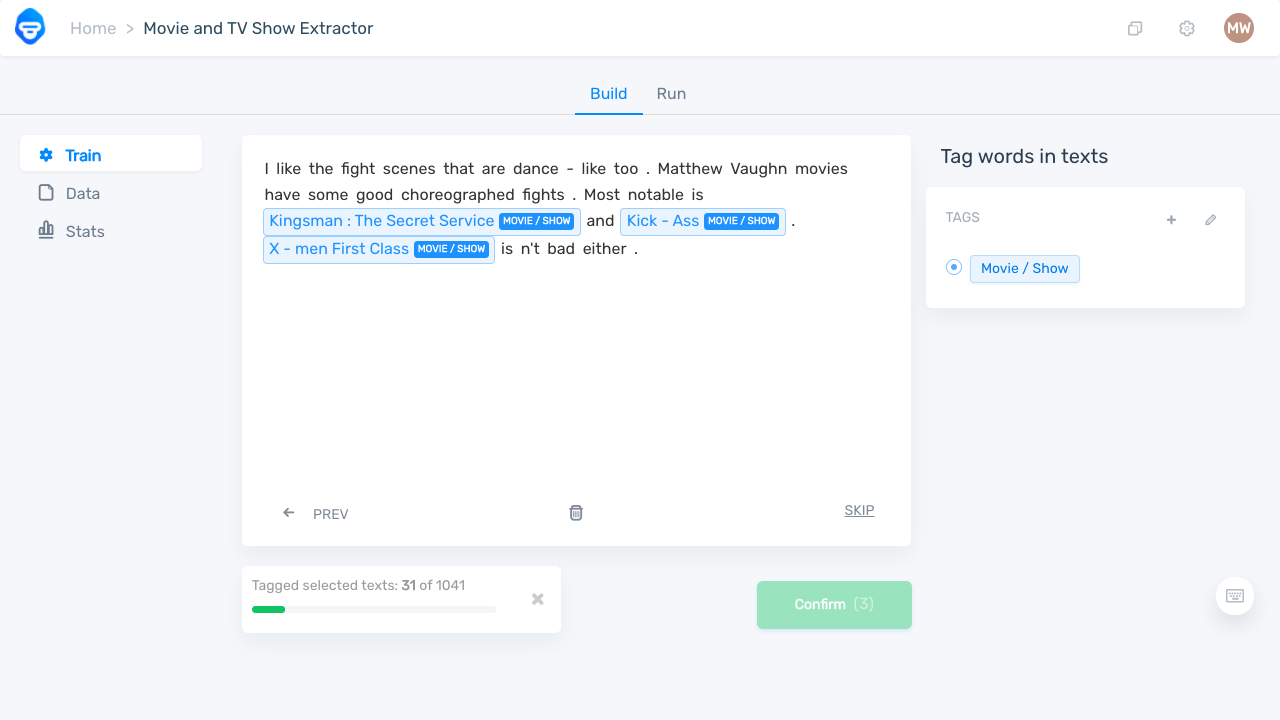 Home > Movie and TV Show Extractor
MW
Build
Run
Train
Data
Stats
I like the fight scenes that are dance - like too . Matthew Vaughn movies
have some good choreographed fights . Most notable is
Kingsman : The Secret Service MOVIE / SHOW and Kick - Ass MOVIE / SHOW .
X - men First Class MOVIE / SHOW is n't bad either .
PREV
SKIP
Tagged selected texts: 31 of 1041
Confirm (3)
Tag words in texts
TAGS
Movie / Show